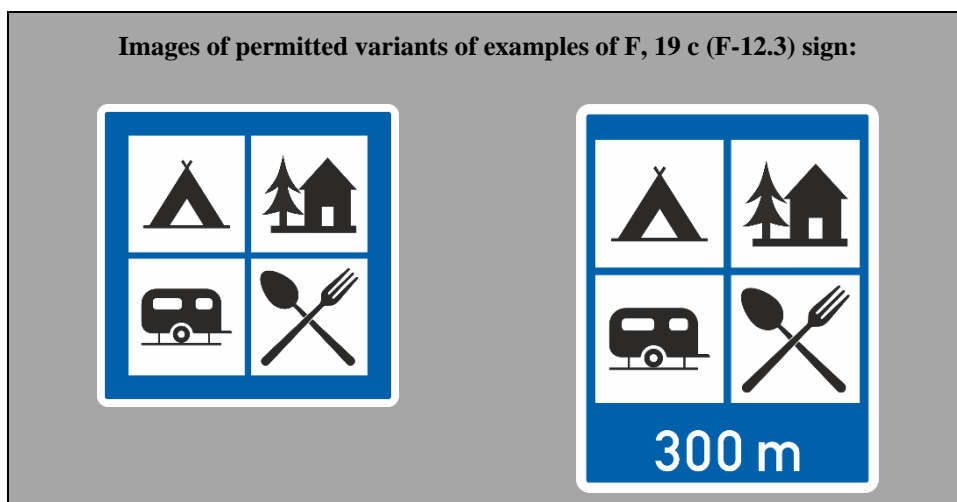 Images of permitted variants of examples of F, 19 c (F-12.3) sign:
300 m